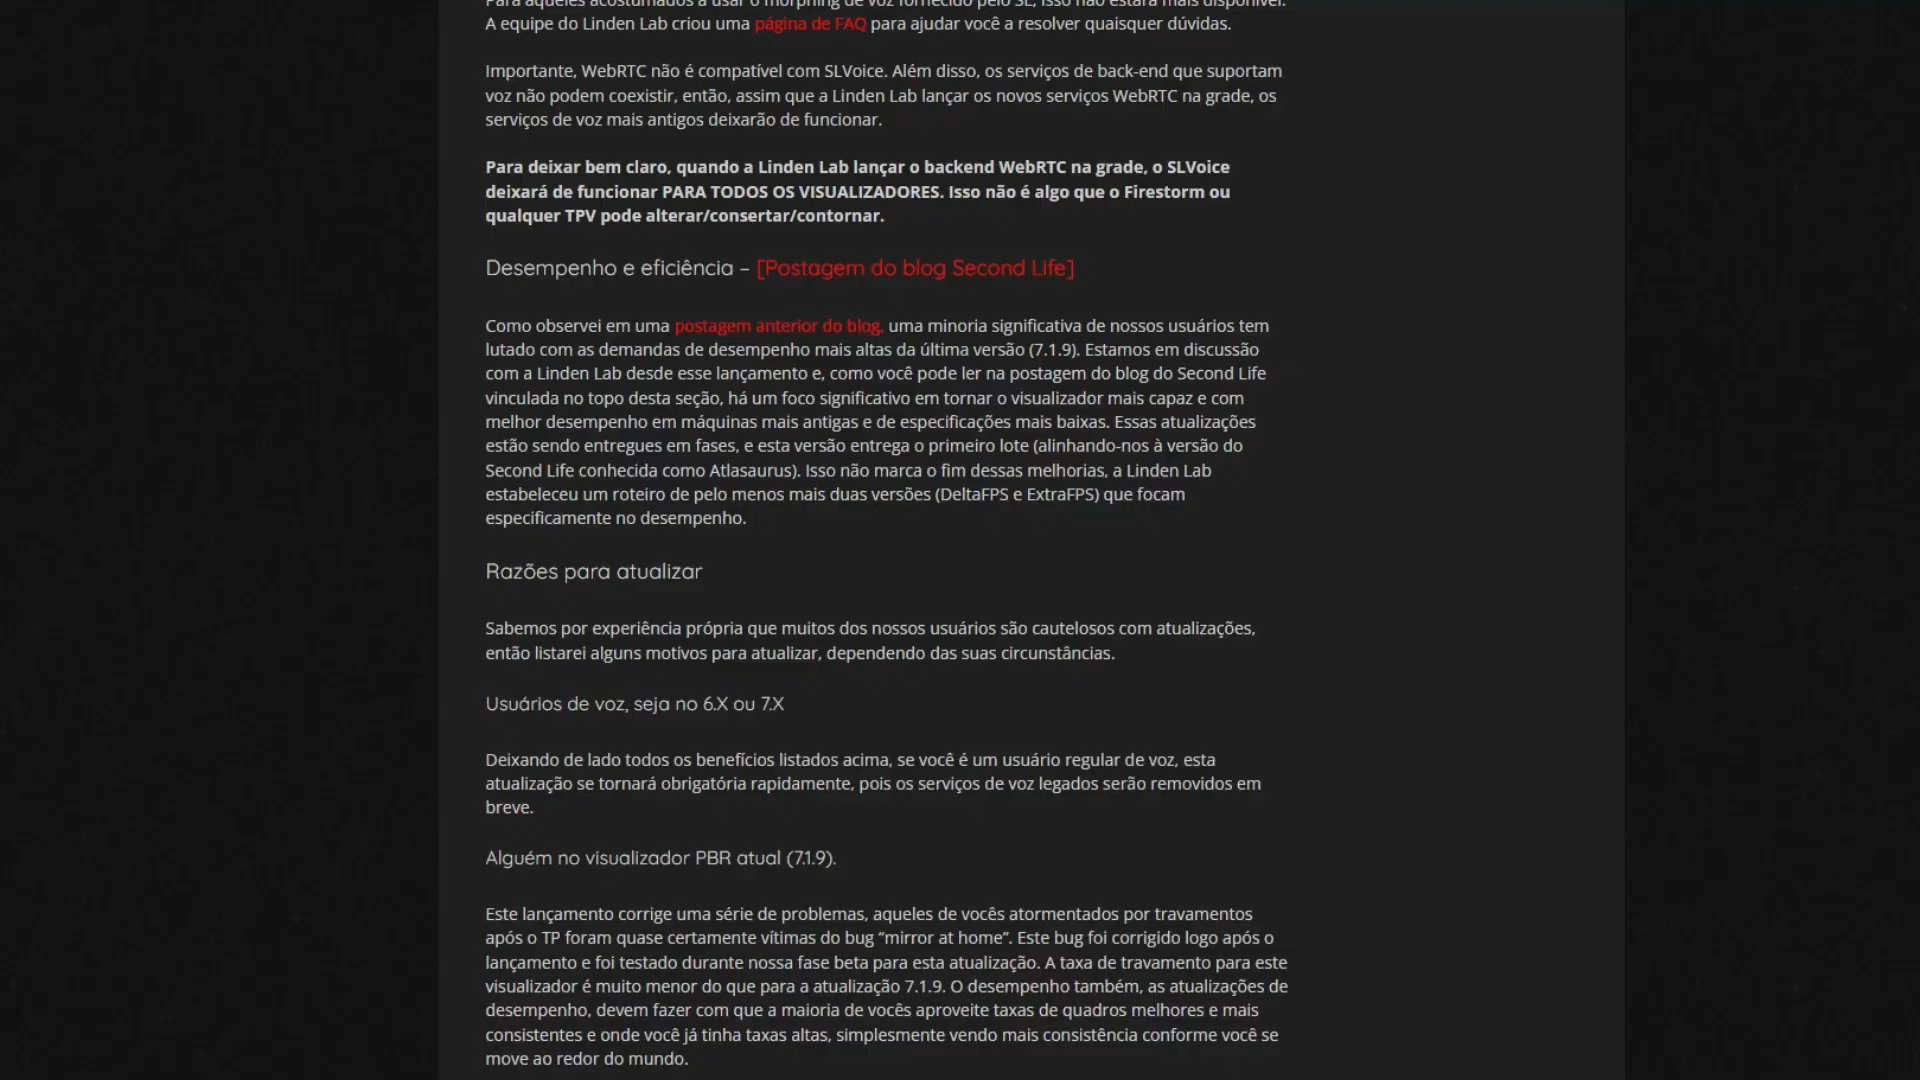 Para aqueles acostumados a usar o morphing de voz fornecido pelo SL, isso não estará mais disponível.
A equipe do Linden Lab criou uma página de FAQ para ajudar você a resolver quaisquer dúvidas.
Importante, WebRTC não é compatível com SLVoice. Além disso, os serviços de back-end que suportam
voz não podem coexistir, então, assim que a Linden Lab lançar os novos serviços WebRTC na grade, os
serviços de voz mais antigos deixarão de funcionar.
Para deixar bem claro, quando a Linden Lab lançar o backend WebRTC na grade, o SLVoice
deixará de funcionar PARA TODOS OS VISUALIZADORES. Isso não é algo que o Firestorm ou
qualquer TPV pode alterar/consertar/contornar.
Desempenho e eficiência – [Postagem do blog Second Life]
Como observei em uma postagem anterior do blog, uma minoria significativa de nossos usuários tem
lutado com as demandas de desempenho mais altas da última versão (7.1.9). Estamos em discussão
com a Linden Lab desde esse lançamento e, como você pode ler na postagem do blog do Second Life
vinculada no topo desta seção, há um foco significativo em tornar o visualizador mais capaz e com
melhor desempenho em máquinas mais antigas e de especificações mais baixas. Essas atualizações
estão sendo entregues em fases, e esta versão entrega o primeiro lote (alinhando-nos à versão do
Second Life conhecida como Atlasaurus). Isso não marca o fim dessas melhorias, a Linden Lab
estabeleceu um roteiro de pelo menos mais duas versões (DeltaFPS e ExtraFPS) que focam
especificamente no desempenho.
Razões para atualizar
Sabemos por experiência própria que muitos dos nossos usuários são cautelosos com atualizações,
então listarei alguns motivos para atualizar, dependendo das suas circunstâncias.
Usuários de voz, seja no 6.X ou 7.X
Deixando de lado todos os benefícios listados acima, se você é um usuário regular de voz, esta
atualização se tornará obrigatória rapidamente, pois os serviços de voz legados serão removidos em
breve.
Alguém no visualizador PBR atual (7.1.9).
Este lançamento corrige uma série de problemas, aqueles de vocês atormentados por travamentos
após o TP foram quase certamente vítimas do bug “mirror at home”. Este bug foi corrigido logo após o
lançamento e foi testado durante nossa fase beta para esta atualização. A taxa de travamento para este
visualizador é muito menor do que para a atualização 7.1.9. O desempenho também, as atualizações de
desempenho, devem fazer com que a maioria de vocês aproveite taxas de quadros melhores e mais
consistentes e onde você já tinha taxas altas, simplesmente vendo mais consistência conforme você se
move ao redor do mundo.